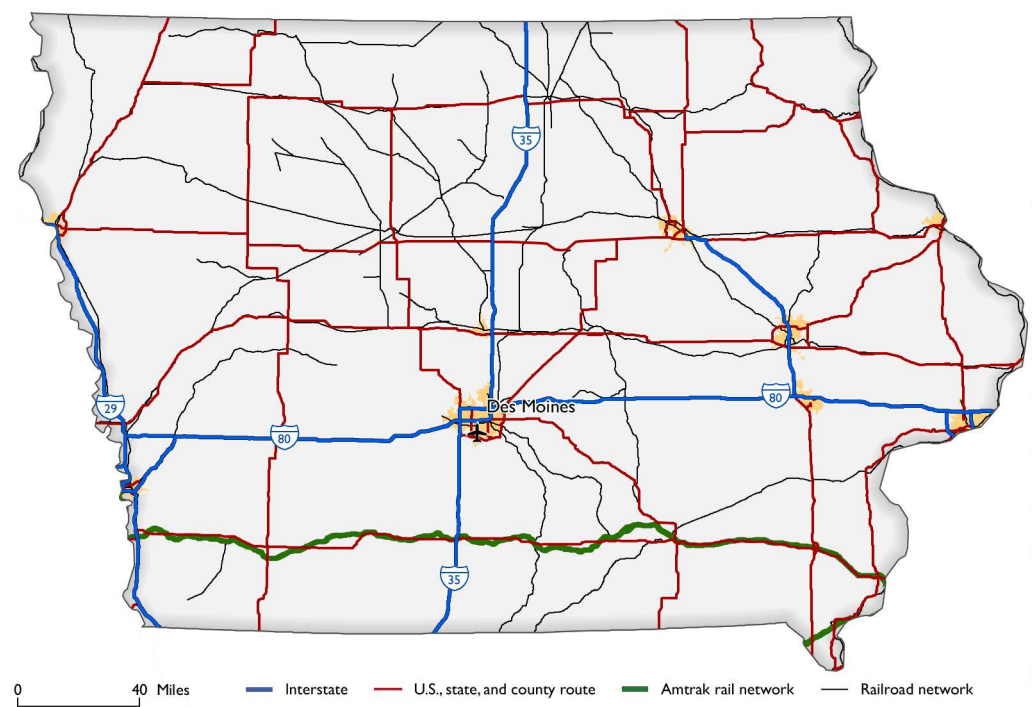 35
29
Des Moines
80
80
35
0 40 Miles Interstate U.S., state, and county route Amtrak rail network Railroad network